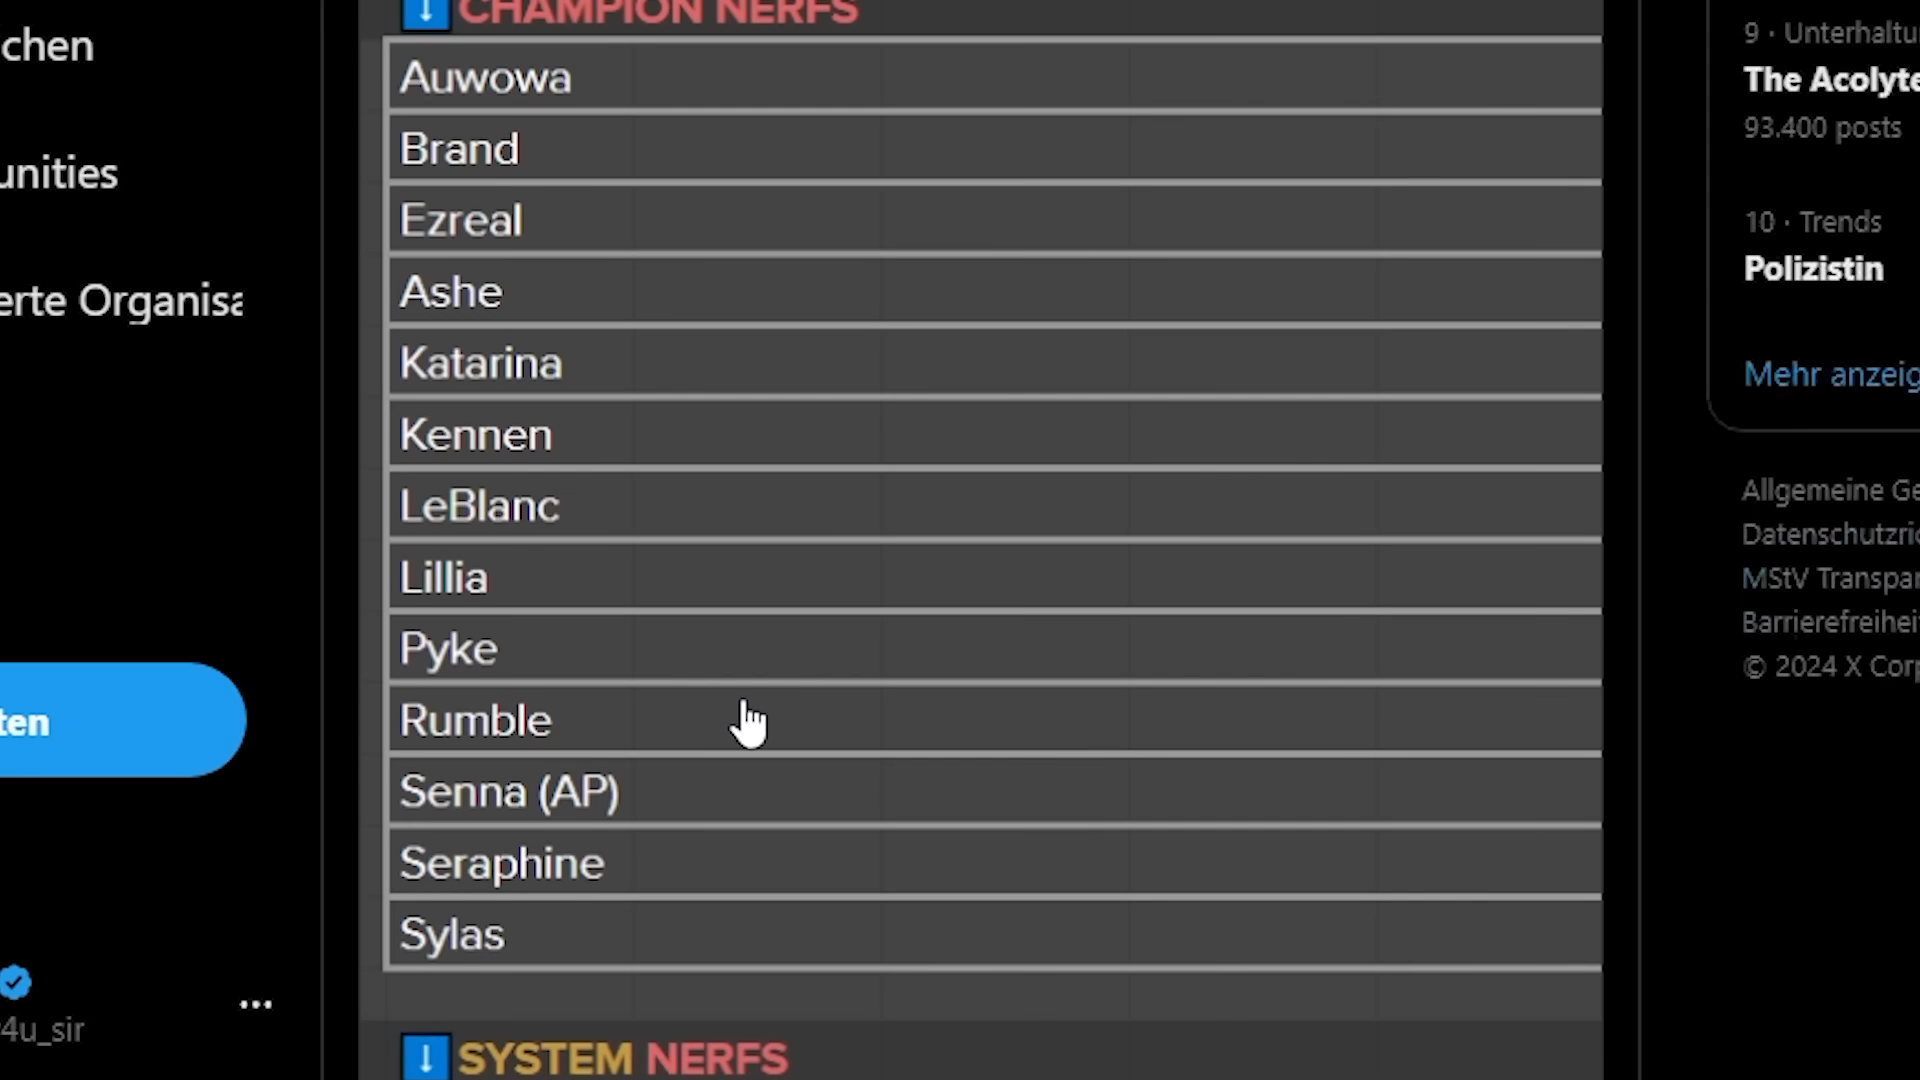 chen
unities
erte Organisa
ten
4u_sir
...
↓ CHAMPION NERFS
Auwowa
Brand
Ezreal
Ashe
Katarina
Kennen
LeBlanc
Lillia
Pyke
Rumble
Senna (AP)
Seraphine
Sylas
↓ SYSTEM NERFS
9 · Unterhaltu
The Acolyte
93.400 posts
10 · Trends
Polizistin
Mehr anzeig
Allgemeine Ge
Datenschutzric
MStV Transpar
Barrierefreihei
© 2024 X Corp